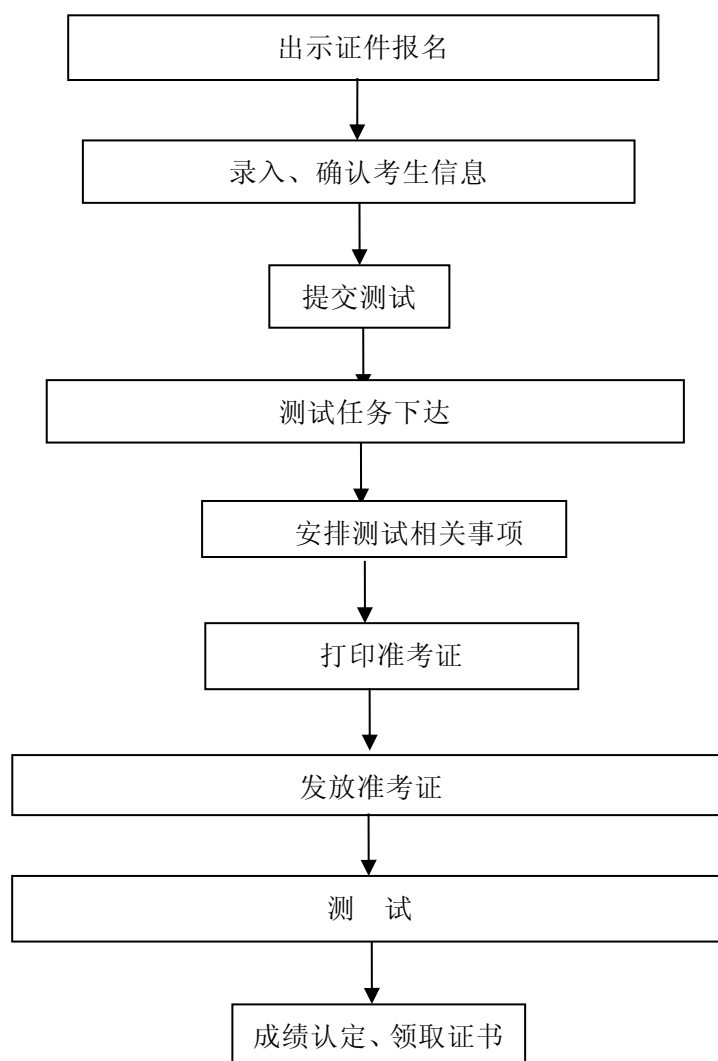 出示证件报名
录入、确认考生信息
提交测试
测试任务下达
安排测试相关事项
打印准考证
发放准考证
测　试
成绩认定、领取证书